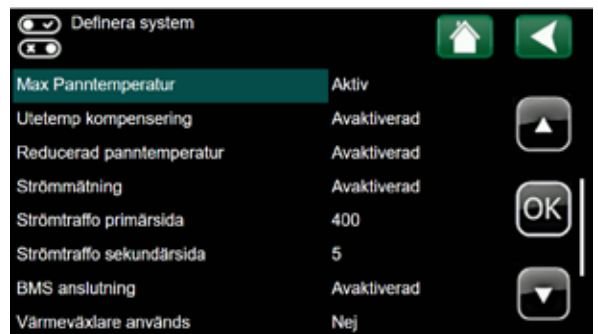 Definera system
Max Panntemperatur Aktiv
Utetemp kompensering Avaktiverad
Reducerad panntemperatur Avaktiverad
Strömmätning Avaktiverad
Strömtraffo primärsida 400
Strömtraffo sekundärsida 5
BMS anslutning Avaktiverad
Värmeväxlare används Nej
OK